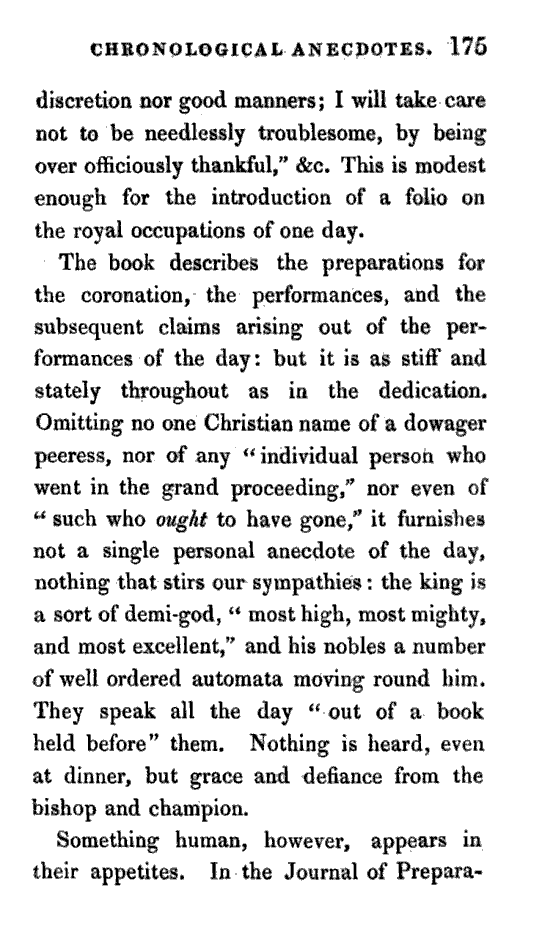 CHRONOLOGICAL ANECDOTES. 175
discretion nor good manners; I will take care
not to be needlessly troublesome, by being
over officiously thankful," &c. This is modest
enough for the introduction of a folio on
the royal occupations of one day.
The book describes the preparations for
the coronation, the performances, and the
subsequent claims arising out of the per-
formances of the day: but it is as stiff and
stately throughout as in the dedication.
Omitting no one Christian name of a dowager
peeress, nor of any "individual person who
went in the grand proceeding," nor even of
"such who ought to have gone," it furnishes
not a single personal anecdote of the day,
nothing that stirs our sympathies: the king is
a sort of demi-god, "most high, most mighty,
and most excellent," and his nobles a number
of well ordered automata moving round him.
They speak all the day "out of a book
held before" them. Nothing is heard, even
at dinner, but grace and defiance from the
bishop and champion.
Something human, however, appears in
their appetites. In the Journal of Prepara-